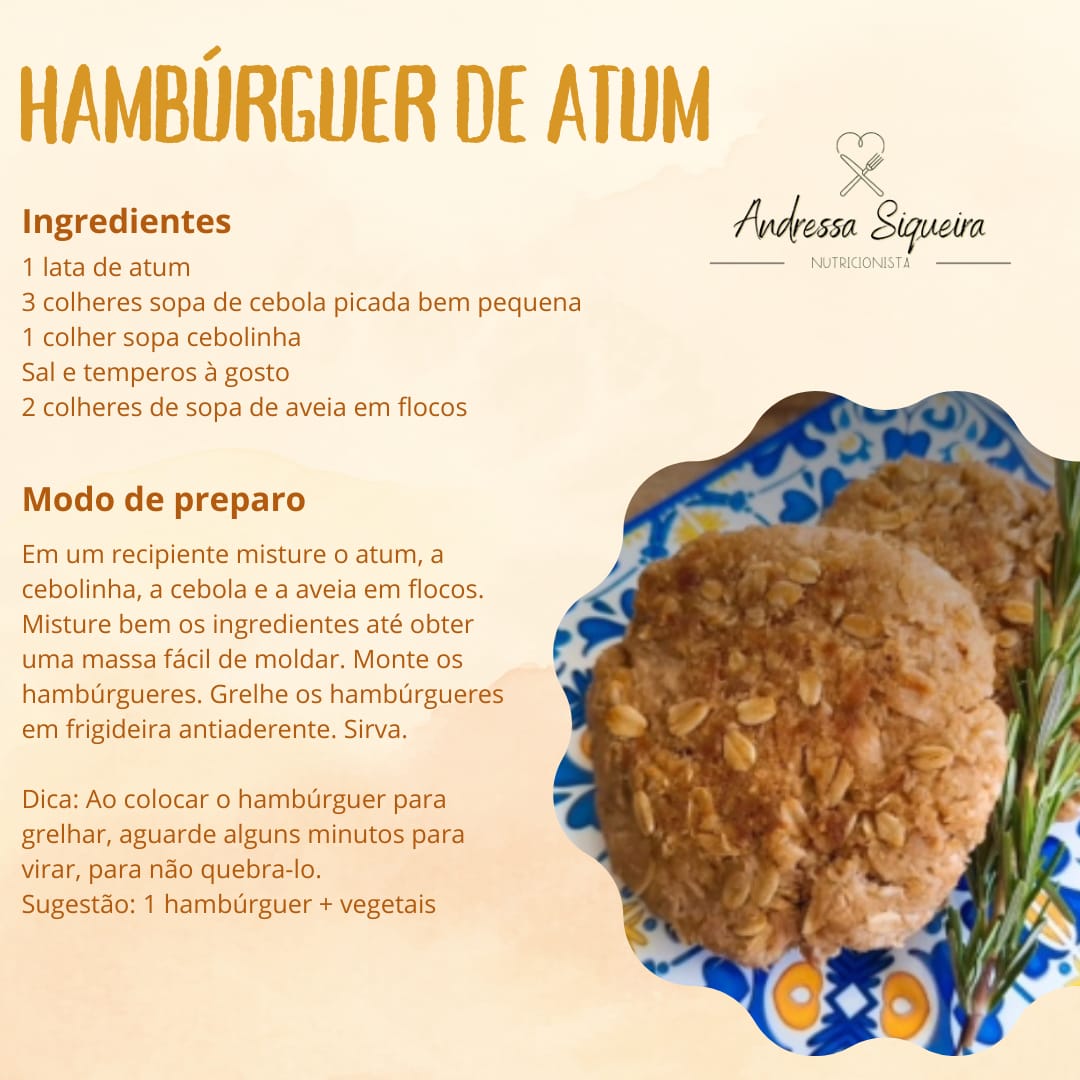 HAMBÚRGUER DE ATUM
Andressa Siqueira
NUTRICIONISTA
Ingredientes
1 lata de atum
3 colheres sopa de cebola picada bem pequena
1 colher sopa cebolinha
Sal e temperos à gosto
2 colheres de sopa de aveia em flocos
Modo de preparo
Em um recipiente misture o atum, a
cebolinha, a cebola e a aveia em flocos.
Misture bem os ingredientes até obter
uma massa fácil de moldar. Monte os
hambúrgueres. Grelhe os hambúrgueres
em frigideira antiaderente. Sirva.
Dica: Ao colocar o hambúrguer para
grelhar, aguarde alguns minutos para
virar, para não quebra-lo.
Sugestão: 1 hambúrguer + vegetais